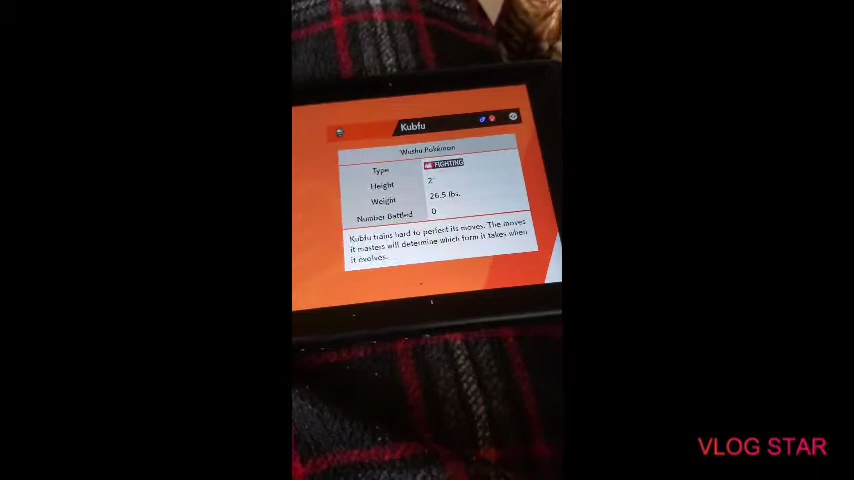 Kubfu
Wushu Pokémon
Type FIGHTING
Height 2'
Weight 26.5 lbs.
Number Battled 0
Kubfu trains hard to perfect its moves. The moves
it masters will determine which form it takes when
it evolves.
VLOG STAR